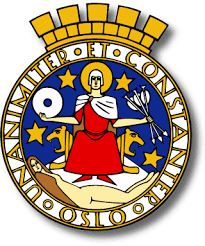 UNANIMITER · ET · CONSTANTER
OSLO